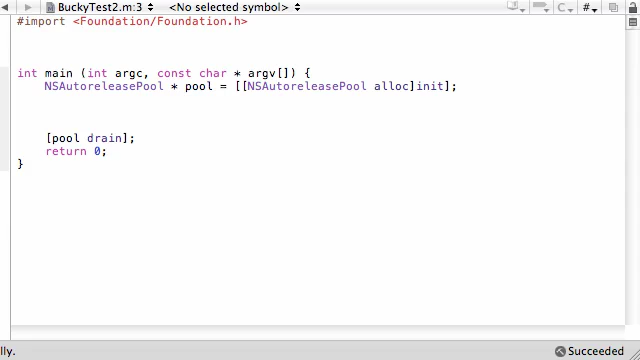 BuckyTest2.m:3 <No selected symbol> C #
#import <Foundation/Foundation.h>
int main (int argc, const char * argv[]) {
NSAutoreleasePool * pool = [[NSAutoreleasePool alloc]init];
[pool drain];
return 0;
}
lly. Succeeded